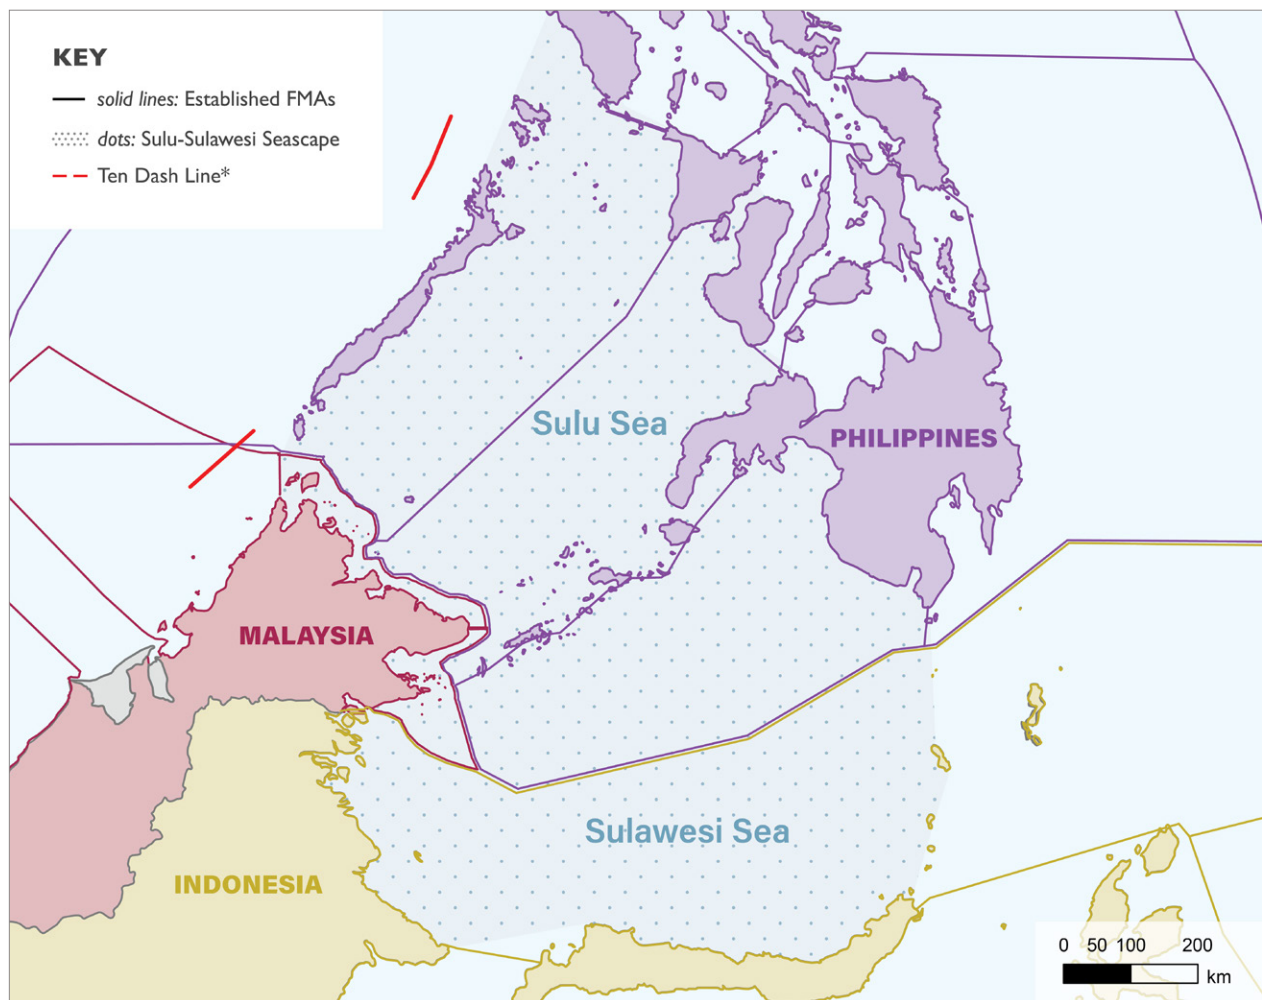 KEY
solid lines: Established FMAs
dots: Sulu-Sulawesi Seascape
Ten Dash Line*
Sulu Sea
PHILIPPINES
MALAYSIA
Sulawesi Sea
INDONESIA
0 50 100 200
km